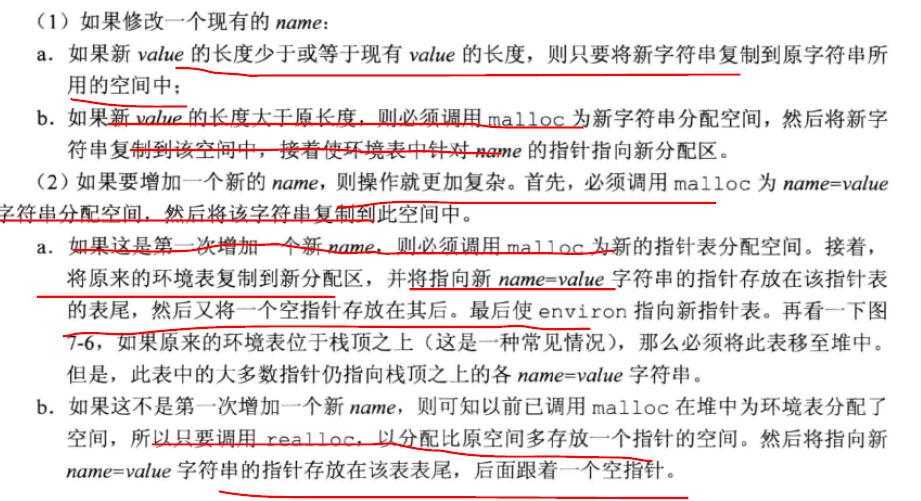 (1) 如果修改一个现有的 name:
a. 如果新 value 的长度少于或等于现有 value 的长度,则只要将新字符串复制到原字符串所
用的空间中;
b. 如果新 value 的长度大于原长度,则必须调用 malloc 为新字符串分配空间,然后将新字
符串复制到该空间中,接着使环境表中针对 name 的指针指向新分配区。
(2) 如果要增加一个新的 name,则操作就更加复杂。首先,必须调用 malloc 为 name=value
字符串分配空间,然后将该字符串复制到此空间中。
a. 如果这是第一次增加一个新 name,则必须调用 malloc 为新的指针表分配空间。接着,
将原来的环境表复制到新分配区,并将指向新 name=value 字符串的指针存放在该指针表
的表尾,然后又将一个空指针存放在其后。最后使 environ 指向新指针表。再看一下图
7-6,如果原来的环境表位于栈顶之上(这是一种常见情况),那么必须将此表移至堆中。
但是,此表中的大多数指针仍指向栈顶之上的各 name=value 字符串。
b. 如果这不是第一次增加一个新 name,则可知以前已调用 malloc 在堆中为环境表分配了
空间,所以只要调用 realloc,以分配比原空间多存放一个指针的空间。然后将指向新
name=value 字符串的指针存放在该表表尾,后面跟着一个空指针。